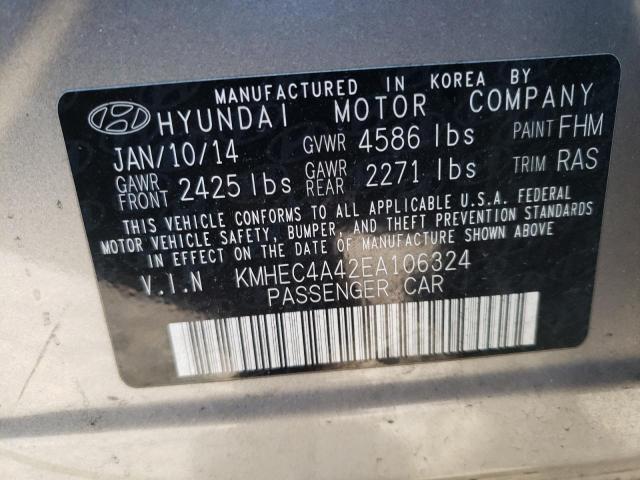 MANUFACTURED IN KOREA BY
HYUNDAI MOTOR COMPANY
JAN/10/14 GVWR 4586 lbs PAINT FHM
GAWR FRONT 2425 lbs GAWR REAR 2271 lbs TRIM RAS
THIS VEHICLE CONFORMS TO ALL APPLICABLE U.S.A. FEDERAL
MOTOR VEHICLE SAFETY, BUMPER, AND THEFT PREVENTION STANDARDS
IN EFFECT ON THE DATE OF MANUFACTURE SHOWN ABOVE
V.I.N KMHEC4A42EA106324
PASSENGER CAR